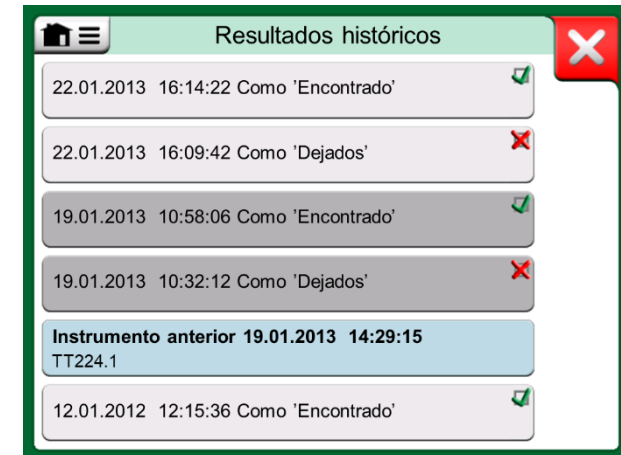 Resultados históricos
22.01.2013 16:14:22 Como ’Encontrado’
22.01.2013 16:09:42 Como ’Dejados’
19.01.2013 10:58:06 Como ’Encontrado’
19.01.2013 10:32:12 Como ’Dejados’
Instrumento anterior 19.01.2013 14:29:15
TT224.1
12.01.2012 12:15:36 Como ’Encontrado’